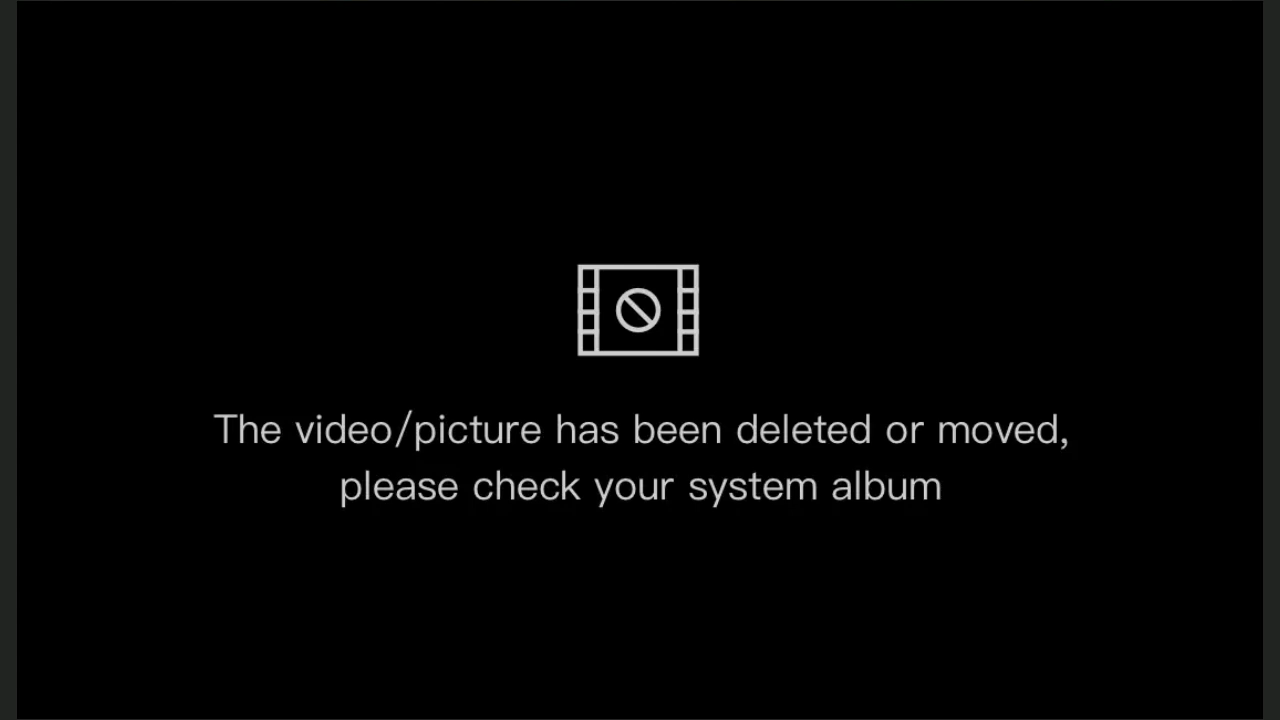 The video/picture has been deleted or moved,
please check your system album